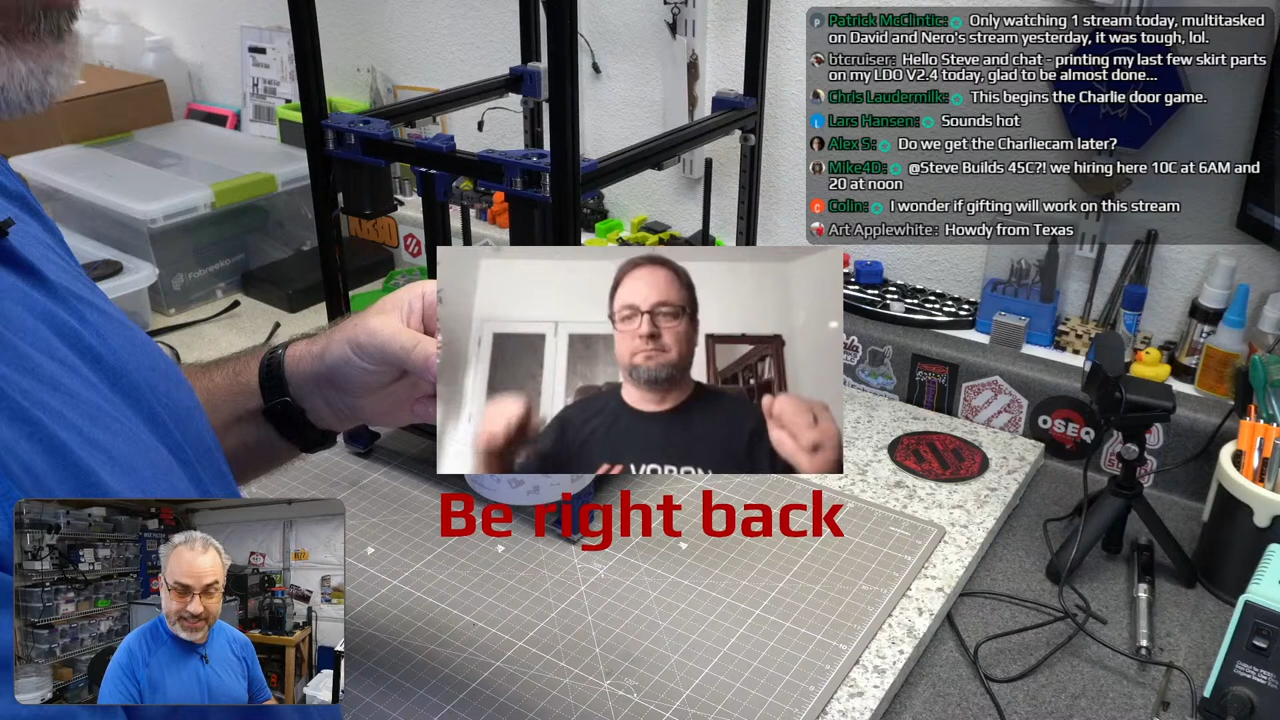 Patrick McClintic: Only watching 1 stream today, multitasked
on David and Nero's stream yesterday, it was tough, lol.
btcruiser: Hello Steve and chat - printing my last few skirt parts
on my LDO V2.4 today, glad to be almost done...
Chris Laudermilk: This begins the Charlie door game.
Lars Hansen: Sounds hot
Alex S: Do we get the Charliecam later?
Mike4D: @Steve Builds 45C?! we hiring here 10C at 6AM and
20 at noon
Colin: I wonder if gifting will work on this stream
Art Applewhite: Howdy from Texas
Fabreeko
OSEQ
VORON
Be right back